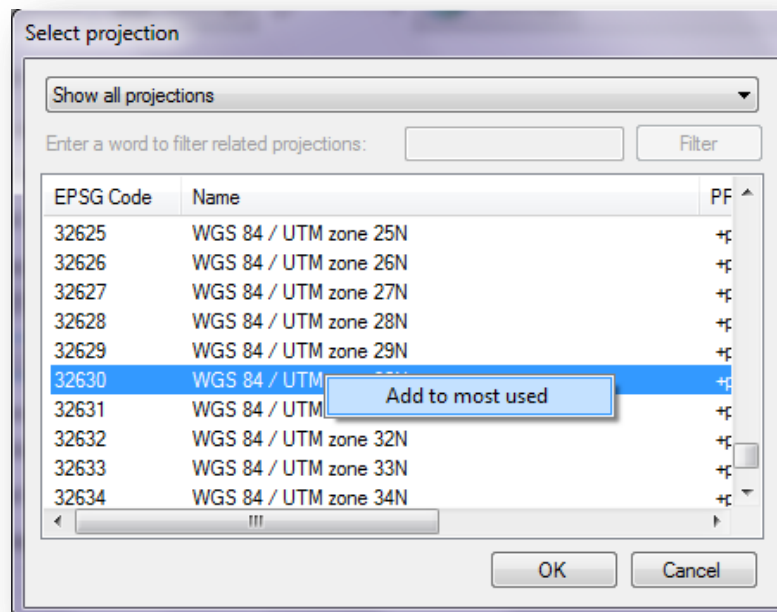 Select projection
Show all projections
Enter a word to filter related projections: Filter
EPSG Code Name
32625 WGS 84 / UTM zone 25N
32626 WGS 84 / UTM zone 26N
32627 WGS 84 / UTM zone 27N
32628 WGS 84 / UTM zone 28N
32629 WGS 84 / UTM zone 29N
32630 WGS 84 / UTM
Add to most used
32631 WGS 84 / UTM
32632 WGS 84 / UTM zone 32N
32633 WGS 84 / UTM zone 33N
32634 WGS 84 / UTM zone 34N
OK Cancel